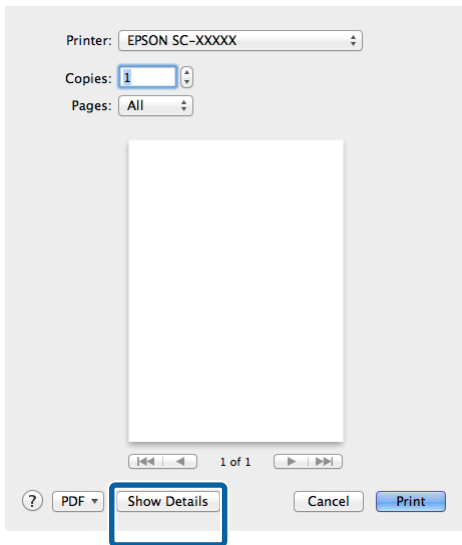 Printer: EPSON SC-XXXXX
Copies: 1
Pages: All
1 of 1
? PDF Show Details Cancel Print